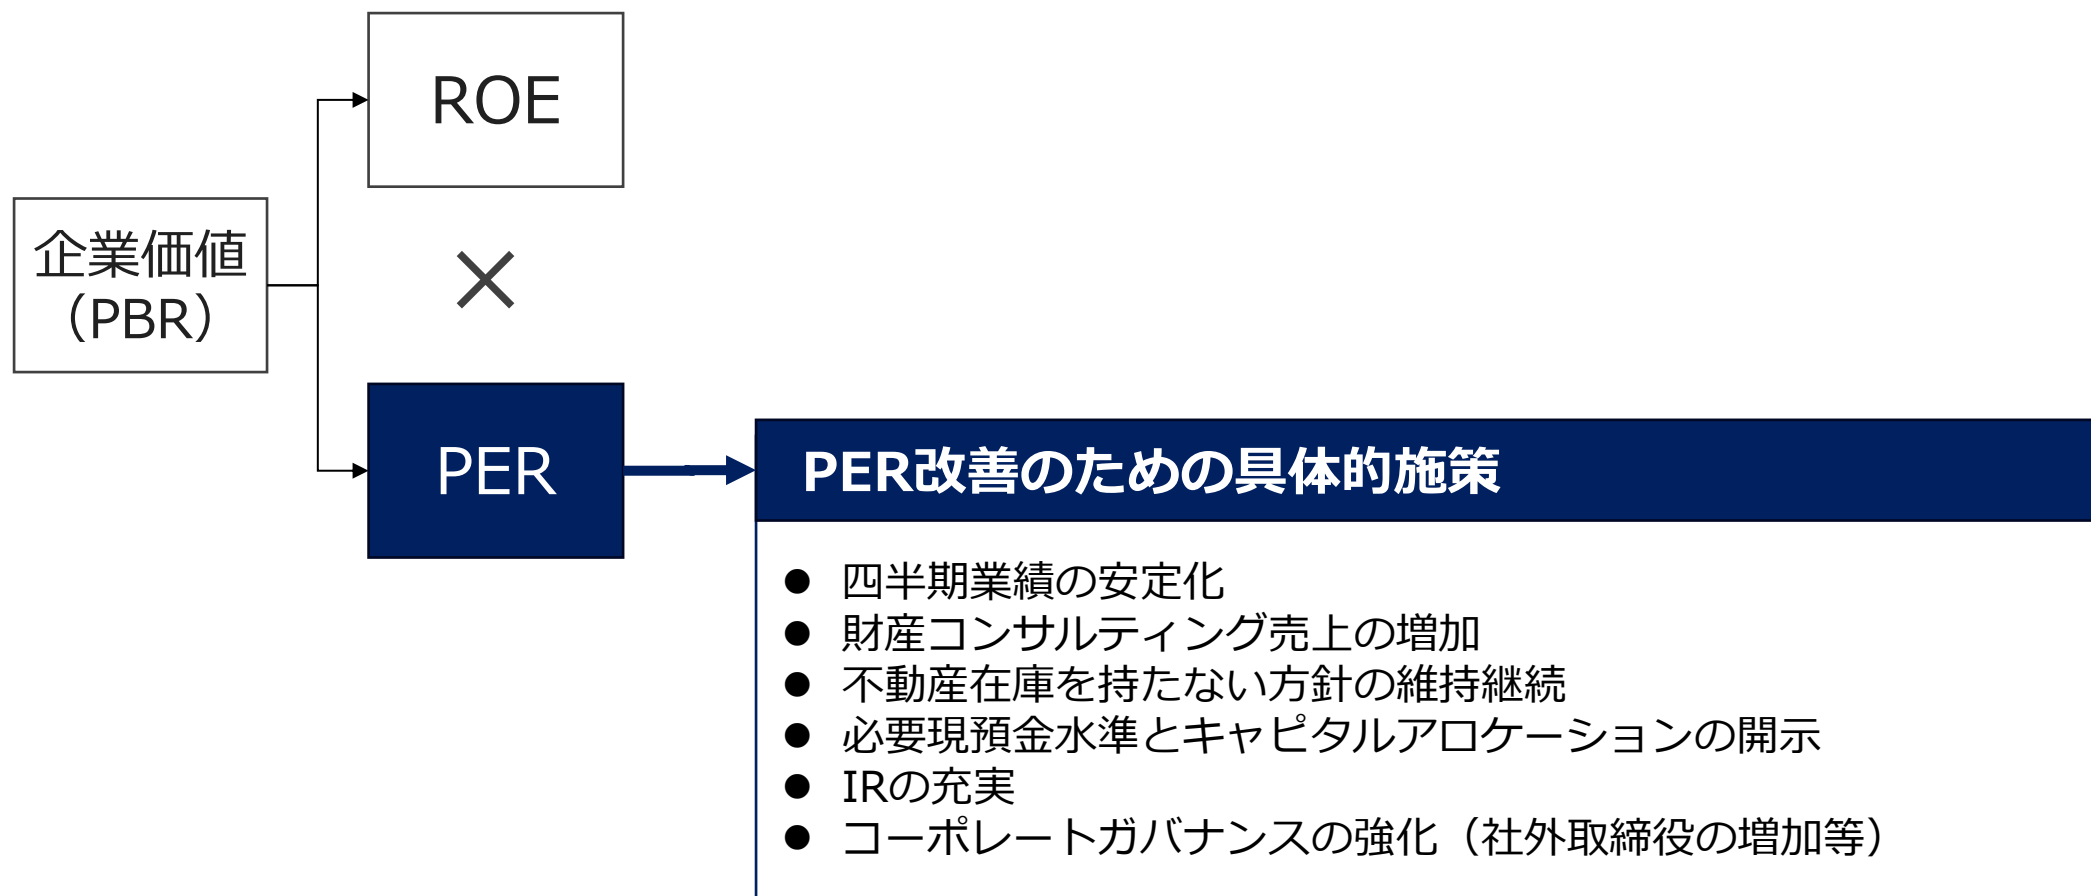 ROE
企業価値
（PBR）
×
PER
PER改善のための具体的施策
● 四半期業績の安定化
● 財産コンサルティング売上の増加
● 不動産在庫を持たない方針の維持継続
● 必要現預金水準とキャピタルアロケーションの開示
● IRの充実
● コーポレートガバナンスの強化（社外取締役の増加等）